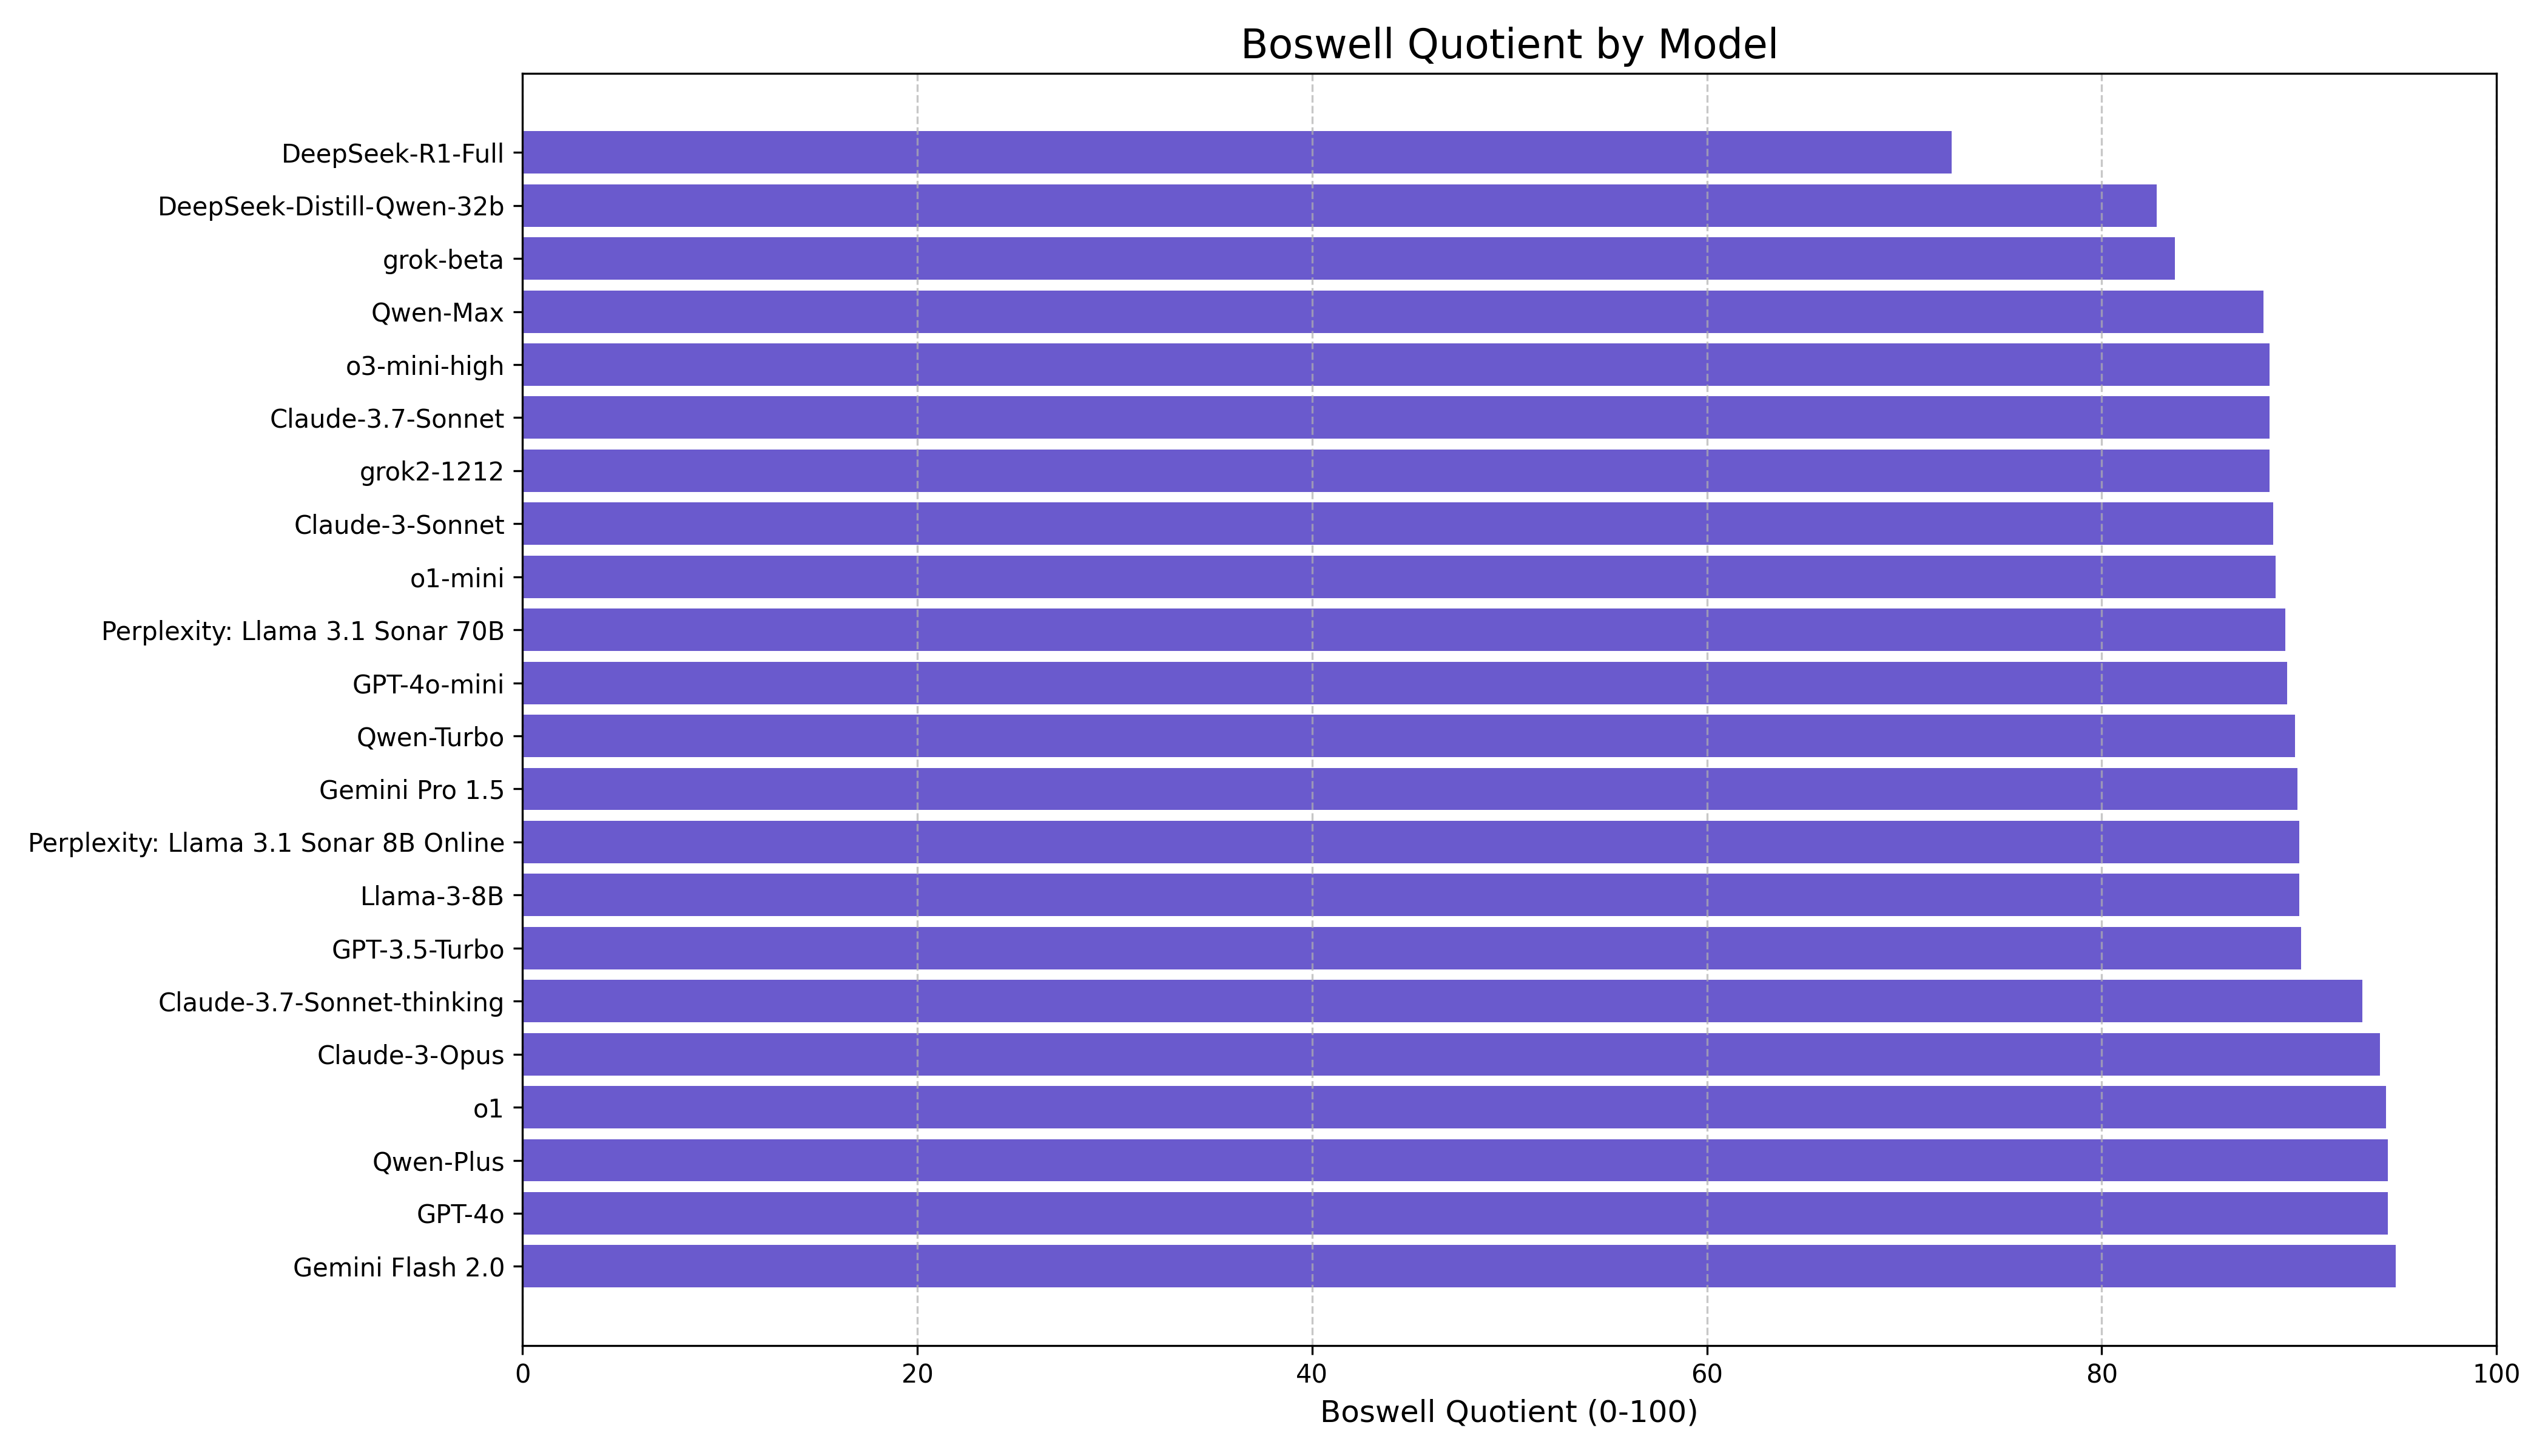 Boswell Quotient by Model
DeepSeek-R1-Full
DeepSeek-Distill-Qwen-32b
grok-beta
Qwen-Max
o3-mini-high
Claude-3.7-Sonnet
grok2-1212
Claude-3-Sonnet
o1-mini
Perplexity: Llama 3.1 Sonar 70B
GPT-4o-mini
Qwen-Turbo
Gemini Pro 1.5
Perplexity: Llama 3.1 Sonar 8B Online
Llama-3-8B
GPT-3.5-Turbo
Claude-3.7-Sonnet-thinking
Claude-3-Opus
o1
Qwen-Plus
GPT-4o
Gemini Flash 2.0
0 20 40 60 80 100
Boswell Quotient (0-100)